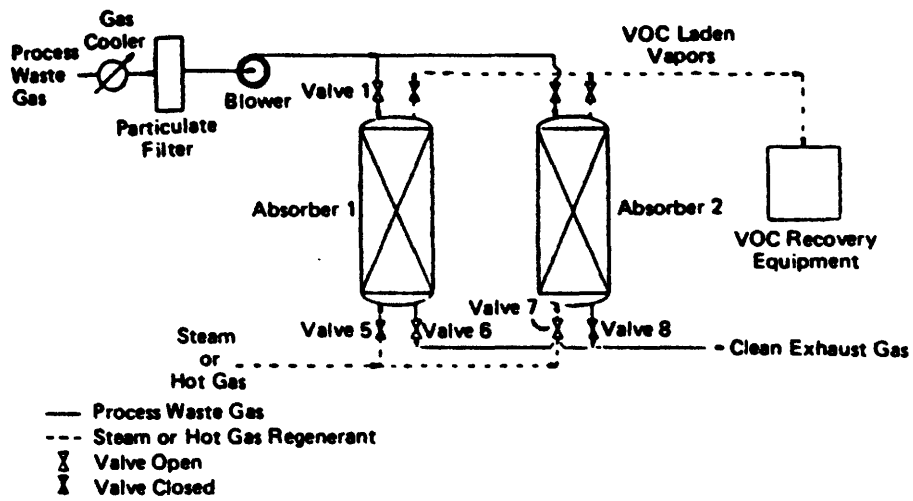 Gas
Cooler
Process
Waste
Gas
Particulate
Filter
Blower
Valve 1
VOC Laden
Vapors
Absorber 1
Absorber 2
VOC Recovery
Equipment
Valve 5
Valve 6
Valve 7
Valve 8
Steam
or
Hot Gas
Clean Exhaust Gas
Process Waste Gas
Steam or Hot Gas Regenerant
Valve Open
Valve Closed